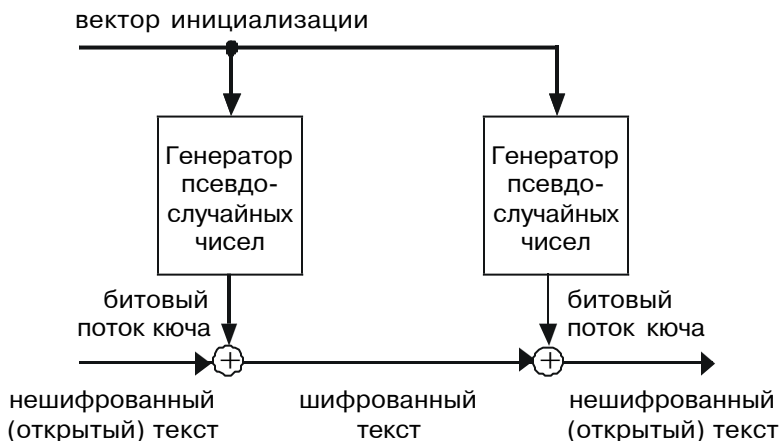 вектор инициализации
Генератор
псевдо-
случайных
чисел
Генератор
псевдо-
случайных
чисел
битовый
поток кюча
битовый
поток кюча
+
+
нешифрованный
(открытый) текст
шифрованный
текст
нешифрованный
(открытый) текст